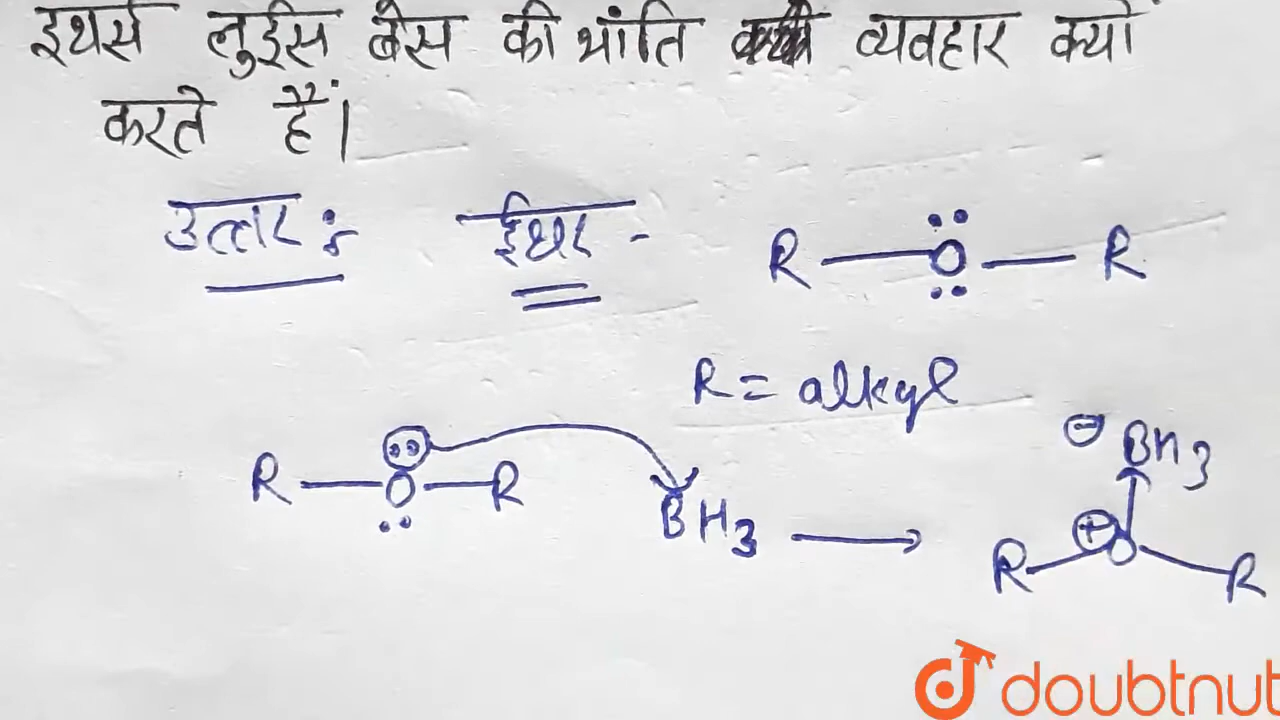 इथर्स लुईस बेस की भांति व्यवहार क्यों
करते हैं।
उत्तर : ईथर - R — O — R
R = alkyl
R — O — R BH3 → R O R ⊕ ⊖ BH3
doubtnut